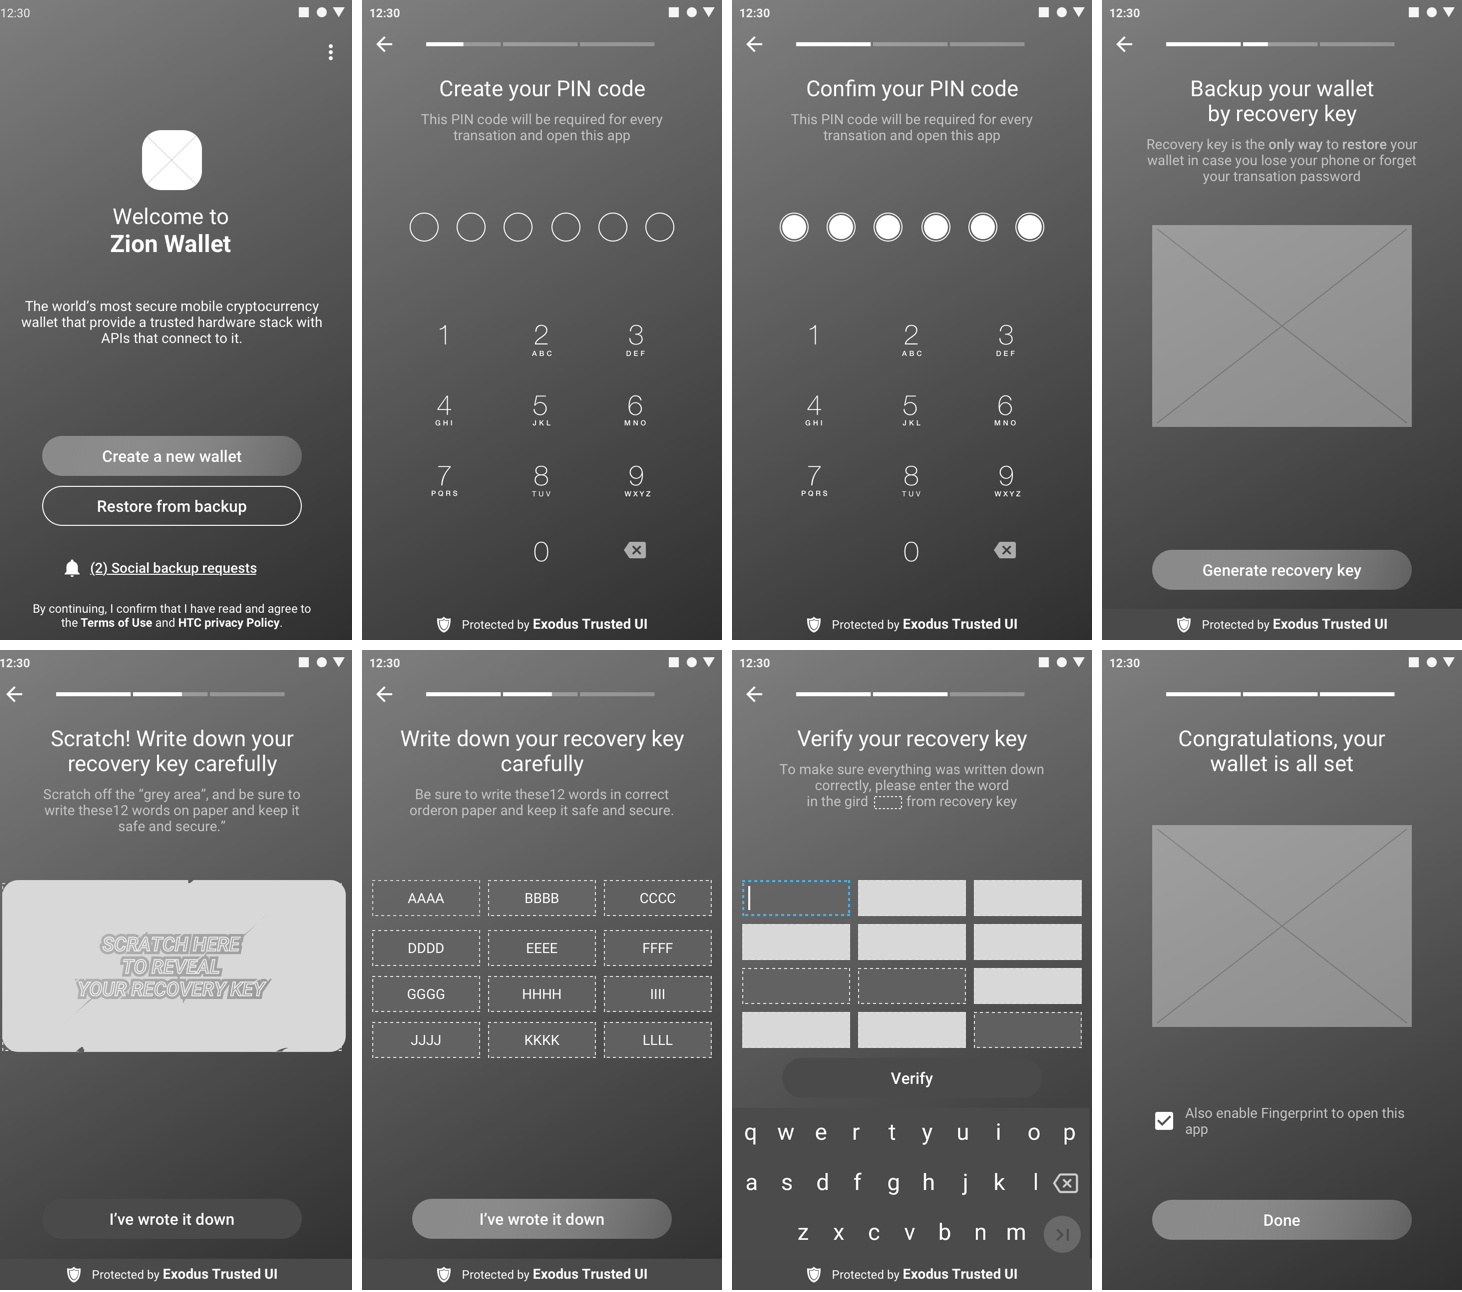 12:30
Welcome to
Zion Wallet
The world's most secure mobile cryptocurrency
wallet that provide a trusted hardware stack with
APIs that connect to it.
Create a new wallet
Restore from backup
(2) Social backup requests
By continuing, I confirm that I have read and agree to
the Terms of Use and HTC privacy Policy.
12:30
Create your PIN code
This PIN code will be required for every
transation and open this app
1 2 3
ABC DEF
4 5 6
GHI JKL MNO
7 8 9
PQRS TUV WXYZ
0
Protected by Exodus Trusted UI
12:30
Confim your PIN code
This PIN code will be required for every
transation and open this app
1 2 3
ABC DEF
4 5 6
GHI JKL MNO
7 8 9
PQRS TUV WXYZ
0
Protected by Exodus Trusted UI
12:30
Backup your wallet
by recovery key
Recovery key is the only way to restore your
wallet in case you lose your phone or forget
your transation password
Generate recovery key
Protected by Exodus Trusted UI
12:30
Scratch! Write down your
recovery key carefully
Scratch off the “grey area”, and be sure to
write these12 words on paper and keep it
safe and secure.”
SCRATCH HERE
TO REVEAL
YOUR RECOVERY KEY
I've wrote it down
Protected by Exodus Trusted UI
12:30
Write down your recovery key
carefully
Be sure to write these12 words in correct
orderon paper and keep it safe and secure.
AAAA BBBB CCCC
DDDD EEEE FFFF
GGGG HHHH IIII
JJJJ KKKK LLLL
I've wrote it down
Protected by Exodus Trusted UI
12:30
Verify your recovery key
To make sure everything was written down
correctly, please enter the word
in the gird from recovery key
Verify
q w e r t y u i o p
a s d f g h j k l
z x c v b n m
Protected by Exodus Trusted UI
12:30
Congratulations, your
wallet is all set
Also enable Fingerprint to open this
app
Done